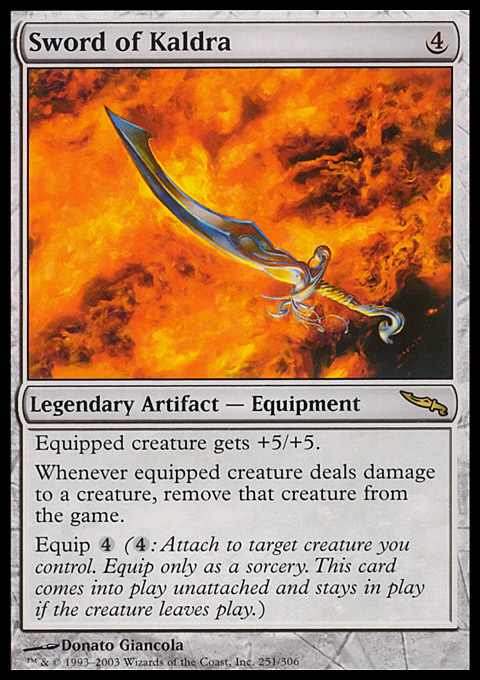 Sword of Kaldra 4
Legendary Artifact — Equipment
Equipped creature gets +5/+5.
Whenever equipped creature deals damage
to a creature, remove that creature from
the game.
Equip 4 (4: Attach to target creature you
control. Equip only as a sorcery. This card
comes into play unattached and stays in play
if the creature leaves play.)
Donato Giancola
™ & © 1993–2003 Wizards of the Coast, Inc. 251/306